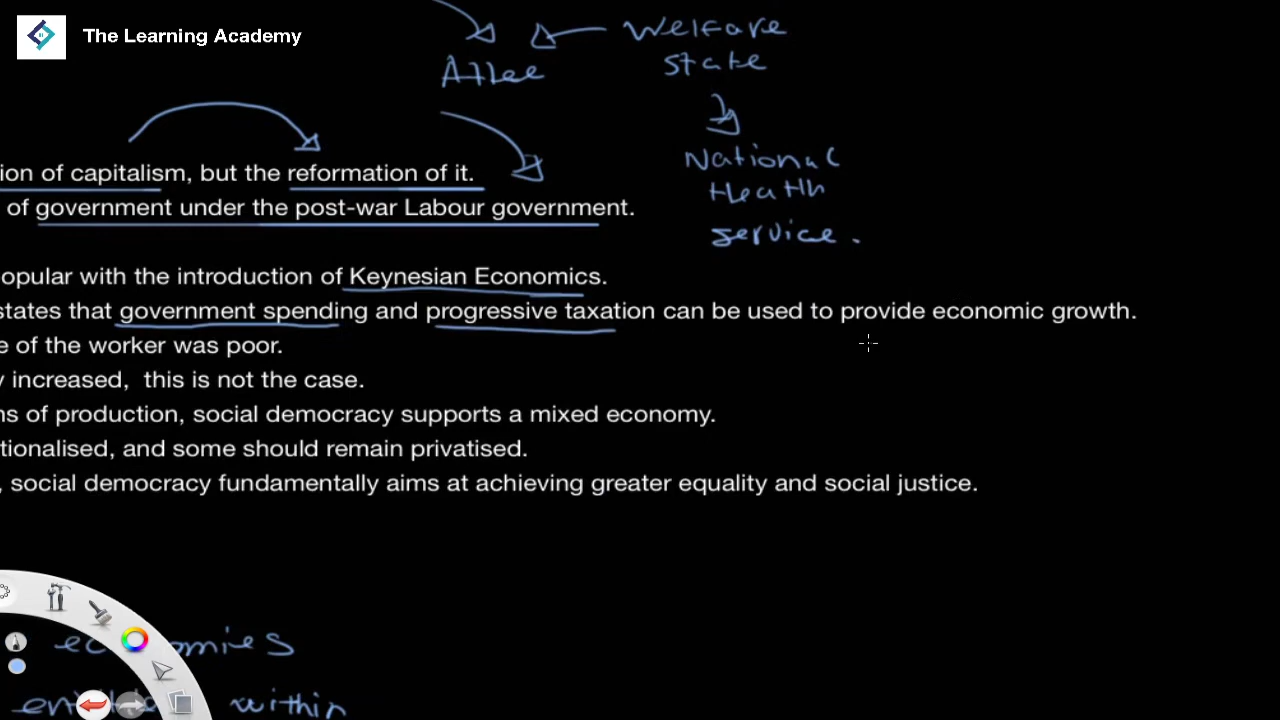 The Learning Academy
Welfare
state
Atlee
National
Health
service.
ion of capitalism, but the reformation of it.
of government under the post-war Labour government.
opular with the introduction of Keynesian Economics.
states that government spending and progressive taxation can be used to provide economic growth.
e of the worker was poor.
y increased, this is not the case.
ns of production, social democracy supports a mixed economy.
tionalised, and some should remain privatised.
, social democracy fundamentally aims at achieving greater equality and social justice.
economies
within